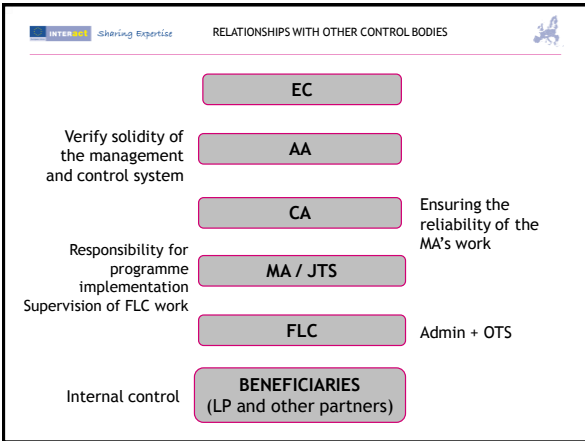 INTERact Sharing Expertise
RELATIONSHIPS WITH OTHER CONTROL BODIES
EC
Verify solidity of
the management
and control system
AA
CA
Ensuring the
reliability of the
MA's work
Responsibility for
programme
implementation
Supervision of FLC work
MA / JTS
FLC
Admin + OTS
Internal control
BENEFICIARIES
(LP and other partners)